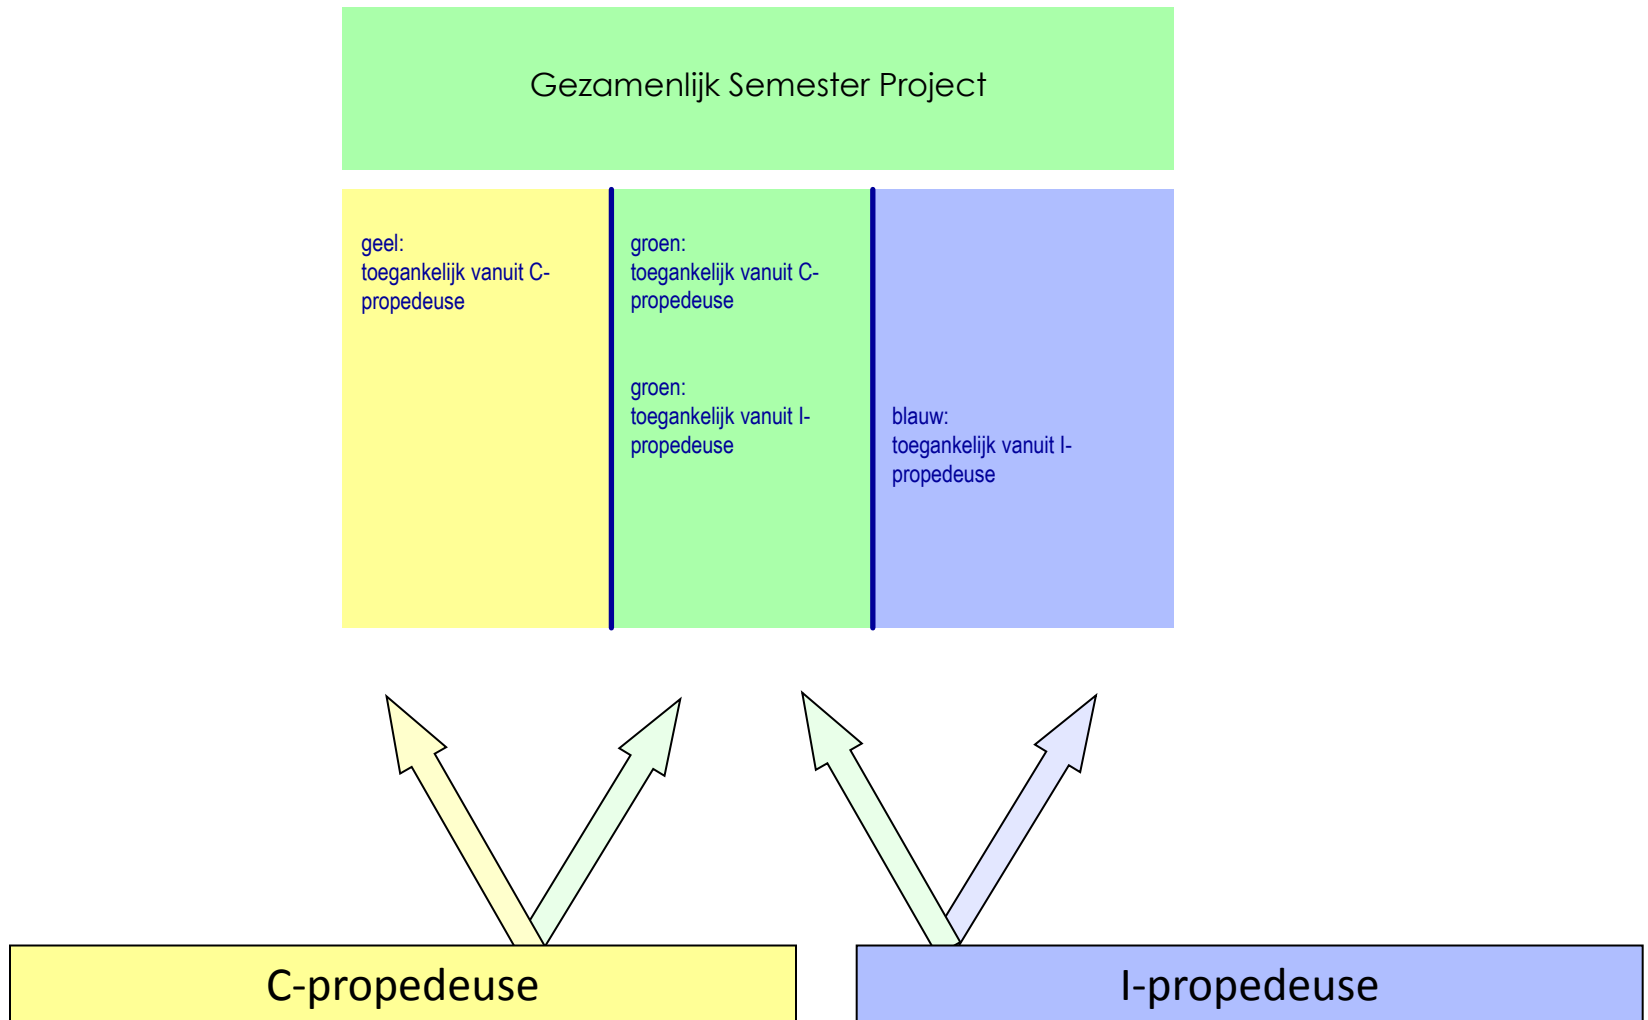 Gezamenlijk Semester Project
geel:
toegankelijk vanuit C-
propedeuse
groen:
toegankelijk vanuit C-
propedeuse
groen:
toegankelijk vanuit I-
propedeuse
blauw:
toegankelijk vanuit I-
propedeuse
C-propedeuse
I-propedeuse